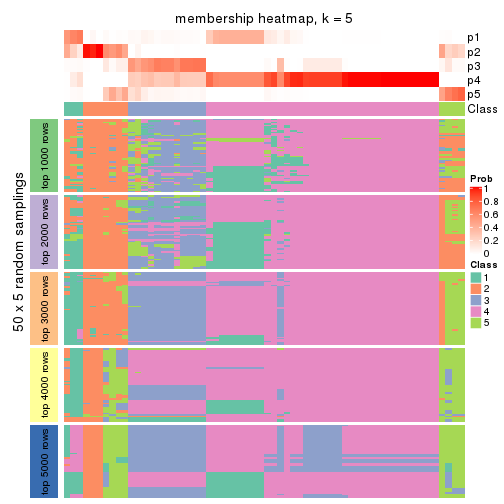 membership heatmap, k = 5
p1
p2
p3
p4
p5
Class
50 x 5 random samplings
top 1000 rows
top 2000 rows
top 3000 rows
top 4000 rows
top 5000 rows
Prob
1
0.8
0.6
0.4
0.2
0
Class
1
2
3
4
5